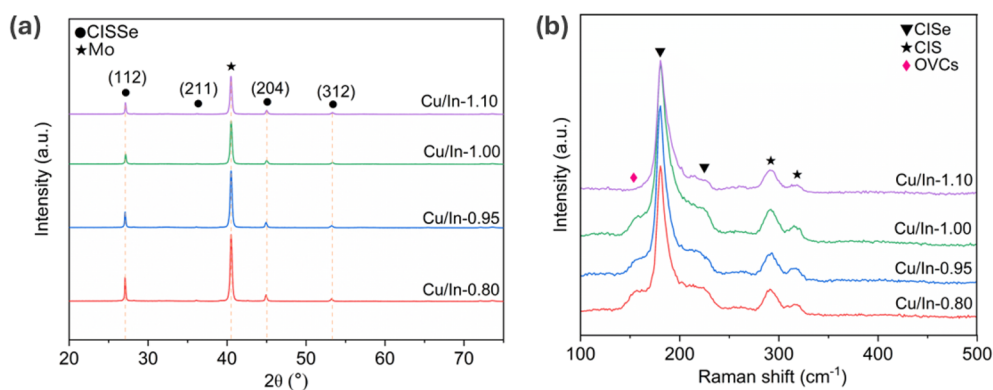 (a)
●CISSe
★Mo
(112)
(211)
(204)
(312)
Cu/In-1.10
Cu/In-1.00
Cu/In-0.95
Cu/In-0.80
Intensity (a.u.)
20 30 40 50 60 70
2θ (°)
(b)
▼CISe
★CIS
♦OVCs
Cu/In-1.10
Cu/In-1.00
Cu/In-0.95
Cu/In-0.80
Intensity (a.u.)
100 200 300 400 500
Raman shift (cm⁻¹)